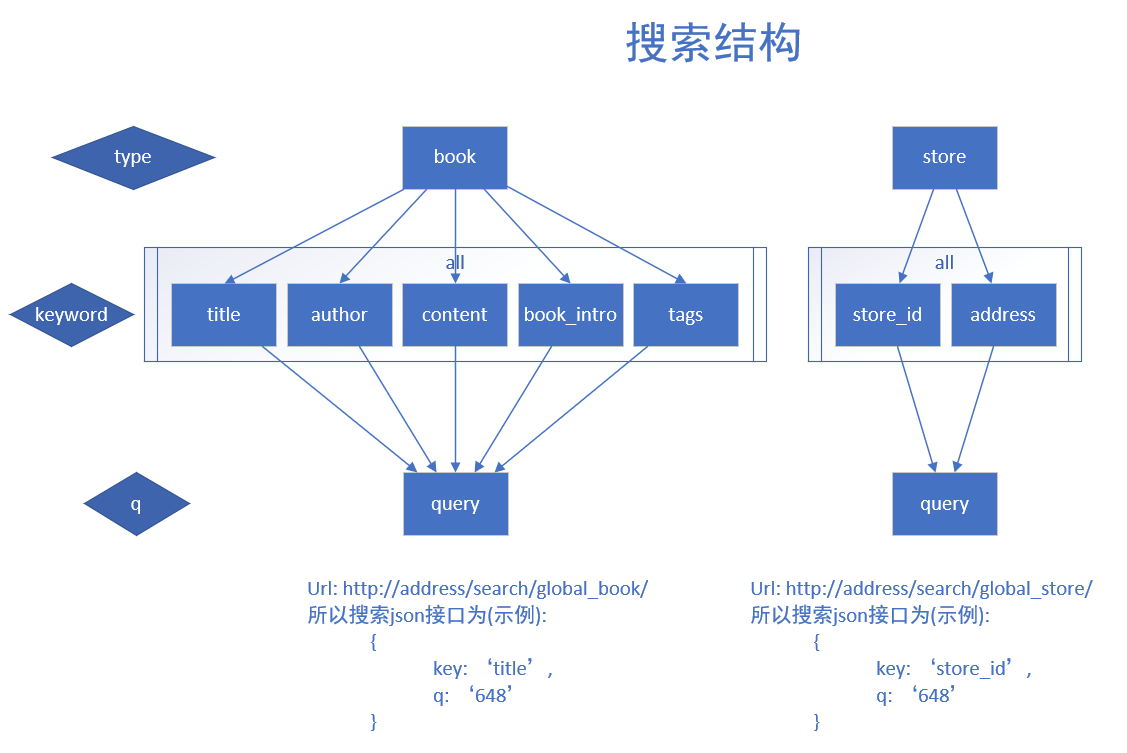 搜索结构
type
book
store
all
all
keyword
title
author
content
book_intro
tags
store_id
address
q
query
query
Url: http://address/search/global_book/
所以搜索json接口为(示例):
{
key: ‘title’ ,
q: ‘648’
}
Url: http://address/search/global_store/
所以搜索json接口为(示例):
{
key: ‘store_id’ ,
q: ‘648’
}